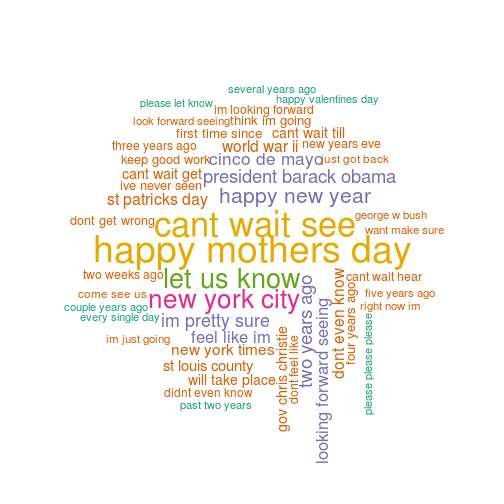 several years ago
happy valentines day
please let know
im looking forward
look forward seeing
think im going
first time since
cant wait till
three years ago
world war ii
new years eve
keep good work
cinco de mayo
just got back
cant wait get
president barack obama
ive never seen
st patricks day
happy new year
dont get wrong
cant wait see
george w bush
want make sure
happy mothers day
two weeks ago
let us know
cant wait hear
come see us
new york city
two years ago
looking forward seeing
dont even know
four years ago
five years ago
couple years ago
right now im
every single day
im pretty sure
please please please
im just going
feel like im
gov chris christie
dont feel like
new york times
st louis county
will take place
didnt even know
past two years